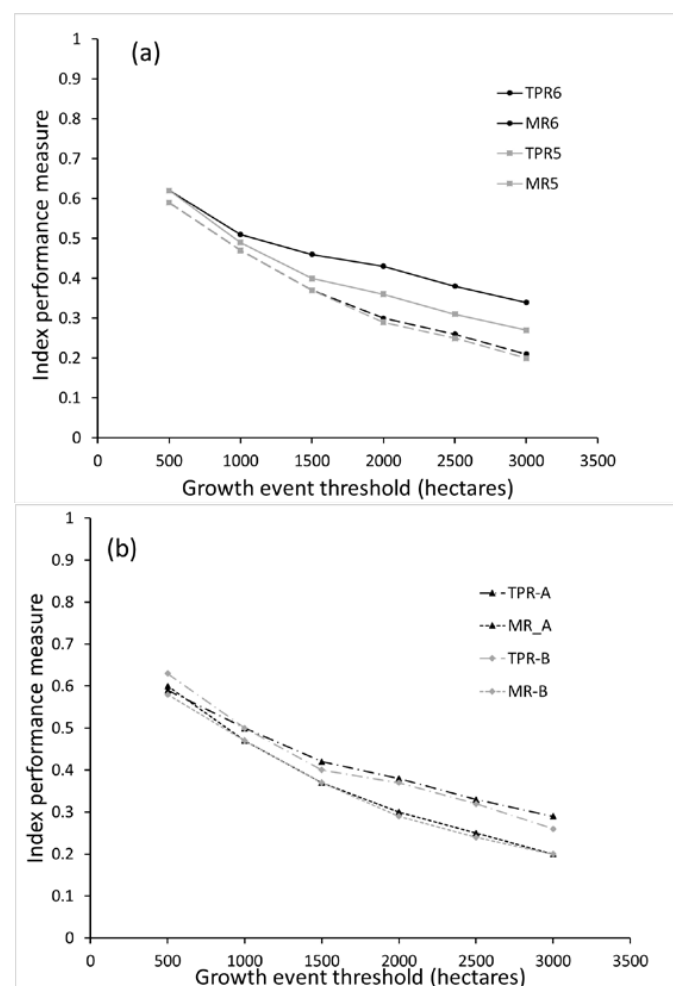 (a)
1
0.9
0.8
0.7
0.6
0.5
0.4
0.3
0.2
0.1
0
Index performance measure
TPR6
MR6
TPR5
MR5
0 500 1000 1500 2000 2500 3000 3500
Growth event threshold (hectares)
(b)
1
0.9
0.8
0.7
0.6
0.5
0.4
0.3
0.2
0.1
0
Index performance measure
TPR-A
MR_A
TPR-B
MR-B
0 500 1000 1500 2000 2500 3000 3500
Growth event threshold (hectares)